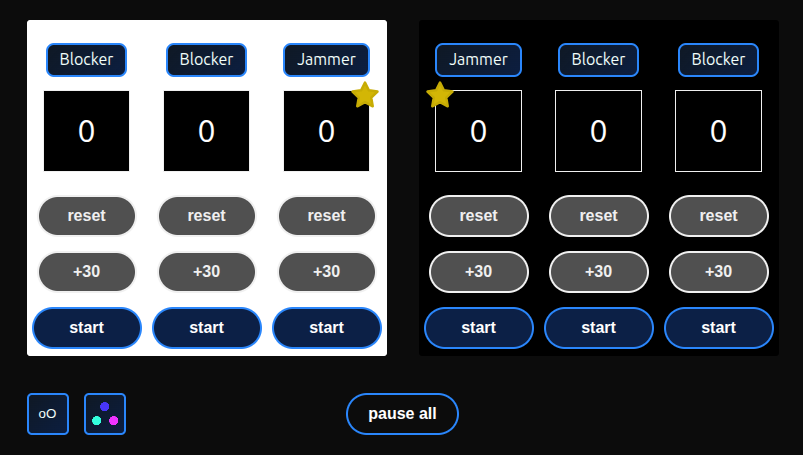 Blocker Blocker Jammer Jammer Blocker Blocker
0 0 0 0 0 0
reset reset reset reset reset reset
+30 +30 +30 +30 +30 +30
start start start start start start
oO pause all